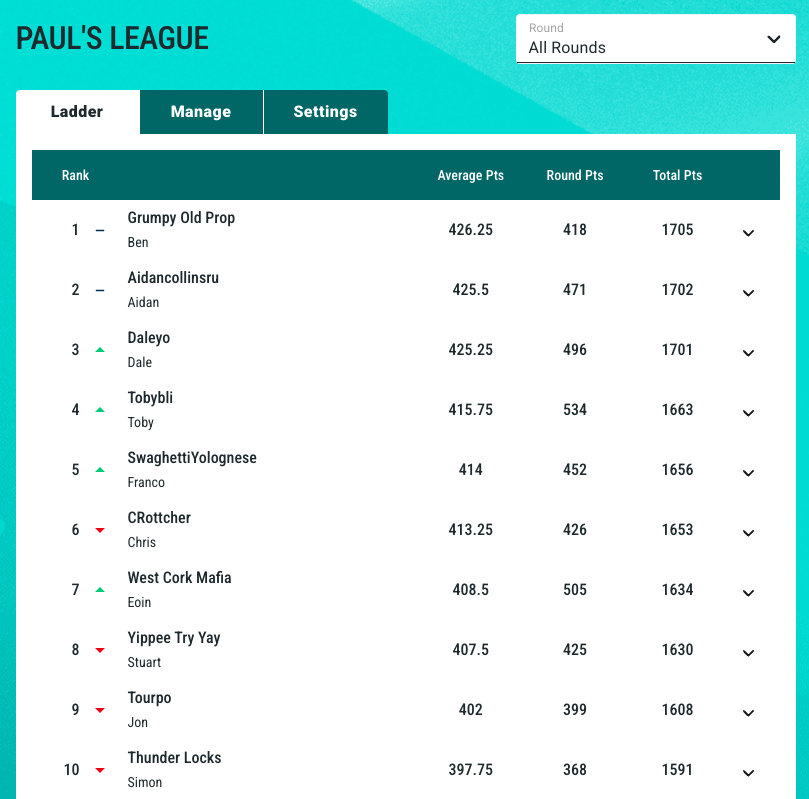 PAUL'S LEAGUE
Round
All Rounds
Ladder Manage Settings
Rank Average Pts Round Pts Total Pts
1 – Grumpy Old Prop 426.25 418 1705
Ben
2 – Aidancollinsru 425.5 471 1702
Aidan
3 Daleyo 425.25 496 1701
Dale
4 Tobybli 415.75 534 1663
Toby
5 SwaghettiYolognese 414 452 1656
Franco
6 CRottcher 413.25 426 1653
Chris
7 West Cork Mafia 408.5 505 1634
Eoin
8 Yippee Try Yay 407.5 425 1630
Stuart
9 Tourpo 402 399 1608
Jon
10 Thunder Locks 397.75 368 1591
Simon